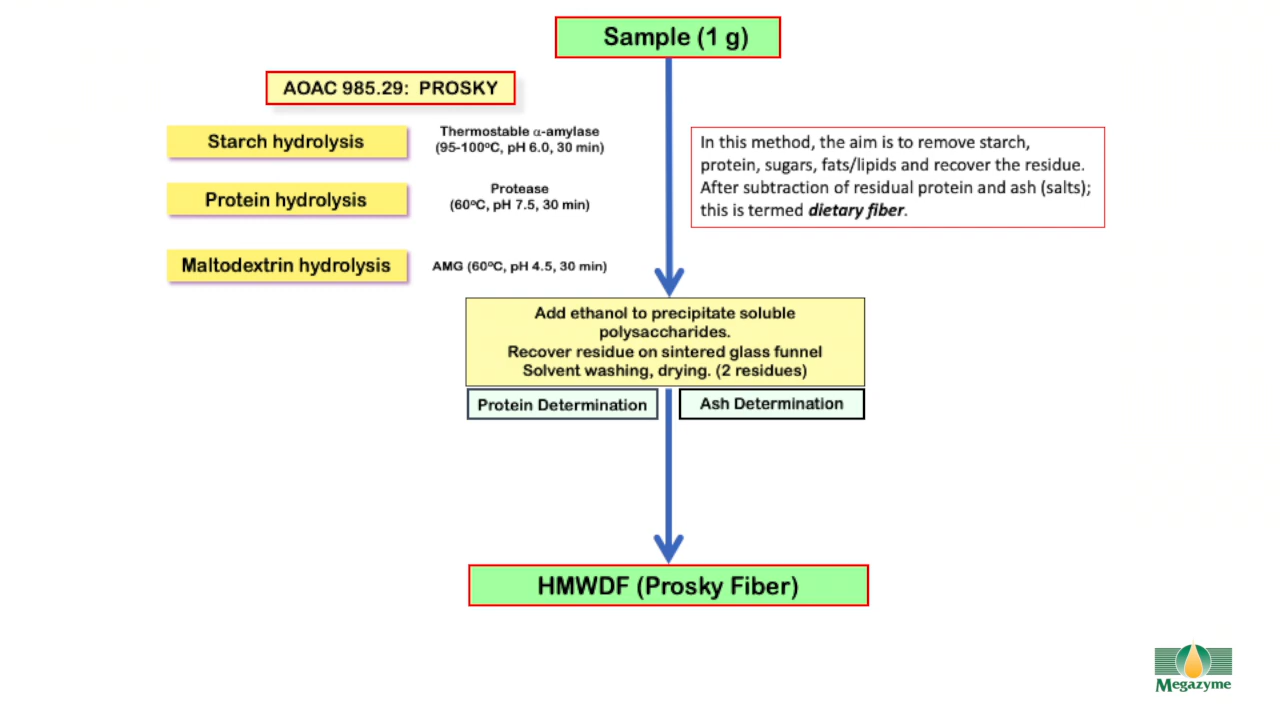 Sample (1 g)
AOAC 985.29:  PROSKY
Starch hydrolysis
Thermostable α-amylase
(95-100ºC, pH 6.0, 30 min)
In this method, the aim is to remove starch,
protein, sugars, fats/lipids and recover the residue.
After subtraction of residual protein and ash (salts);
this is termed dietary fiber.
Protein hydrolysis
Protease
(60ºC, pH 7.5, 30 min)
Maltodextrin hydrolysis
AMG (60ºC, pH 4.5, 30 min)
Add ethanol to precipitate soluble
polysaccharides.
Recover residue on sintered glass funnel
Solvent washing, drying. (2 residues)
Protein Determination
Ash Determination
HMWDF (Prosky Fiber)
Megazyme